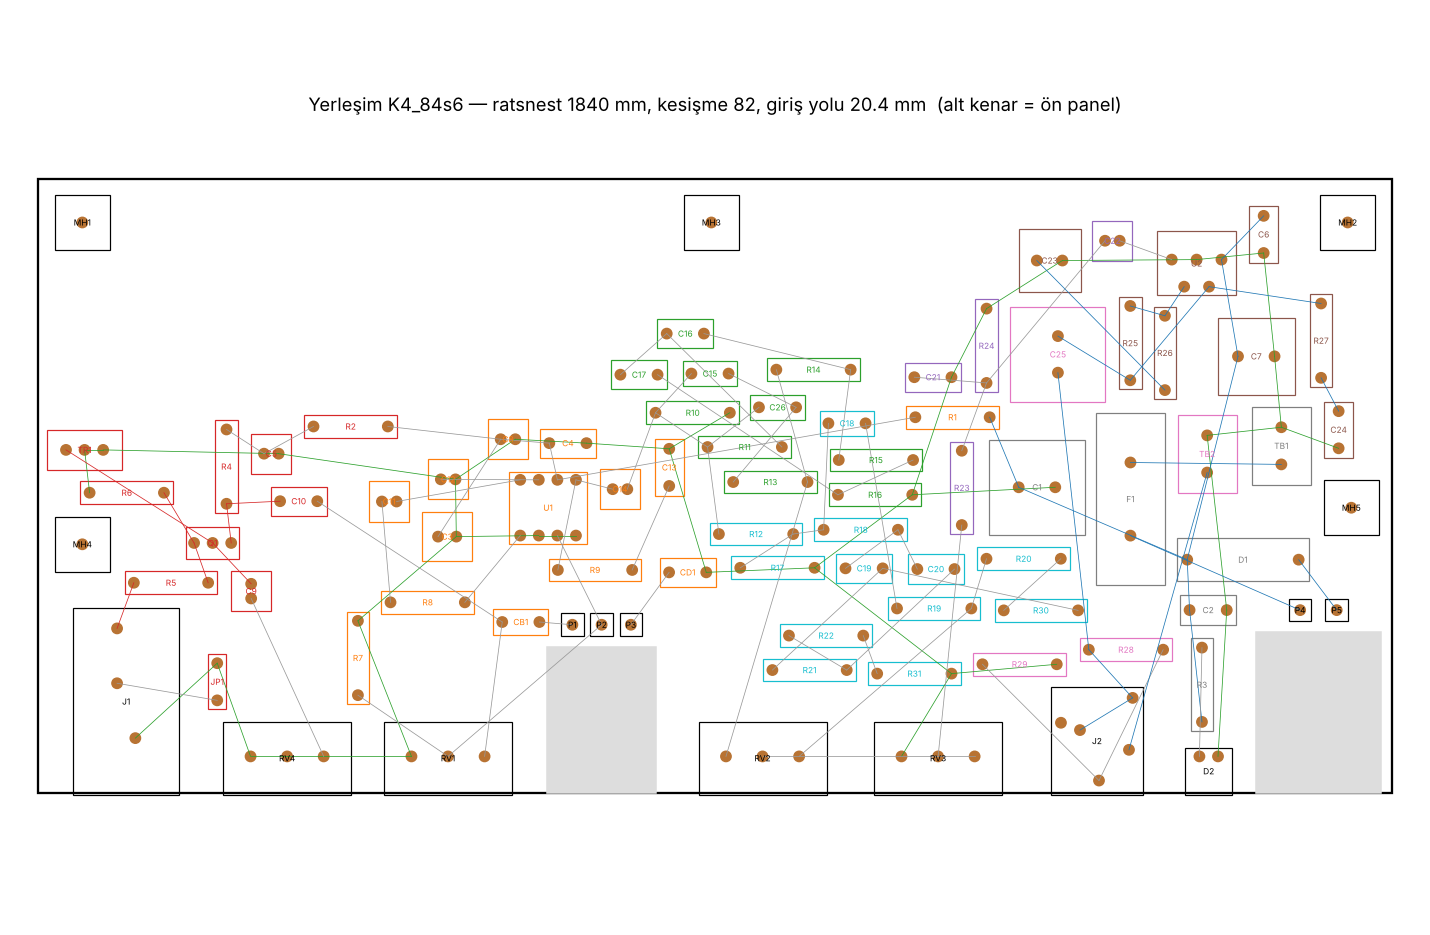 Yerleşim K4_84s6 — ratsnest 1840 mm, kesişme 82, giriş yolu 20.4 mm  (alt kenar = ön panel)
MH1 MH3 MH2
C6
C23
C16 R27
R24 R25 R26 C25 C7
C17 C15 R14 C21
R10 C26 R1
R2 C18 C24
C4 R11 TB1
R4 TB2
C13 R15
R13
R6 C10 R16 R23 C1 F1
U1 MH5
MH4 R12 R18
R17 C19 C20 R20 D1
R5 R9 CD1
C9
R8 R19 R30 C2 P4 P5
CB1 P1 P2 P3
R22 R28
R7 R21 R31 R29
JP1 R3
J1
J2
RV4 RV1 RV2 RV3
D2